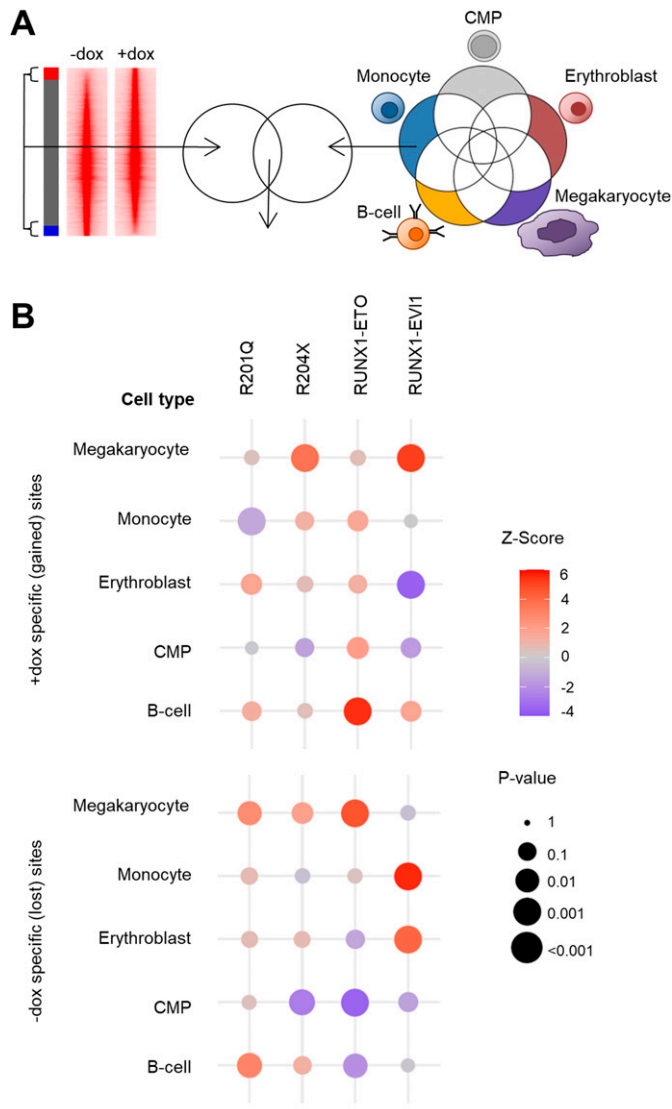 A
-dox +dox
CMP
Monocyte
Erythroblast
B-cell
Megakaryocyte
B
Cell type
R201Q
R204X
RUNX1-ETO
RUNX1-EVI1
+dox specific (gained) sites
Megakaryocyte
Monocyte
Erythroblast
CMP
B-cell
Z-Score
6
4
2
0
-2
-4
-dox specific (lost) sites
Megakaryocyte
Monocyte
Erythroblast
CMP
B-cell
P-value
1
0.1
0.01
0.001
<0.001